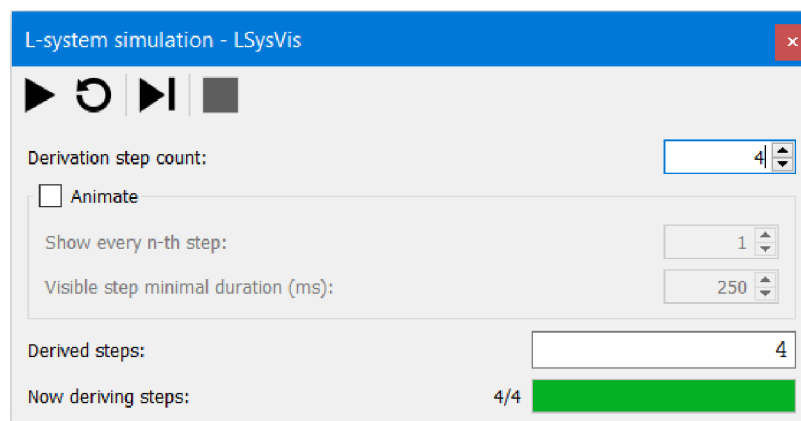 L-system simulation - LSysVis
Derivation step count: 4
Animate
Show every n-th step: 1
Visible step minimal duration (ms): 250
Derived steps: 4
Now deriving steps: 4/4